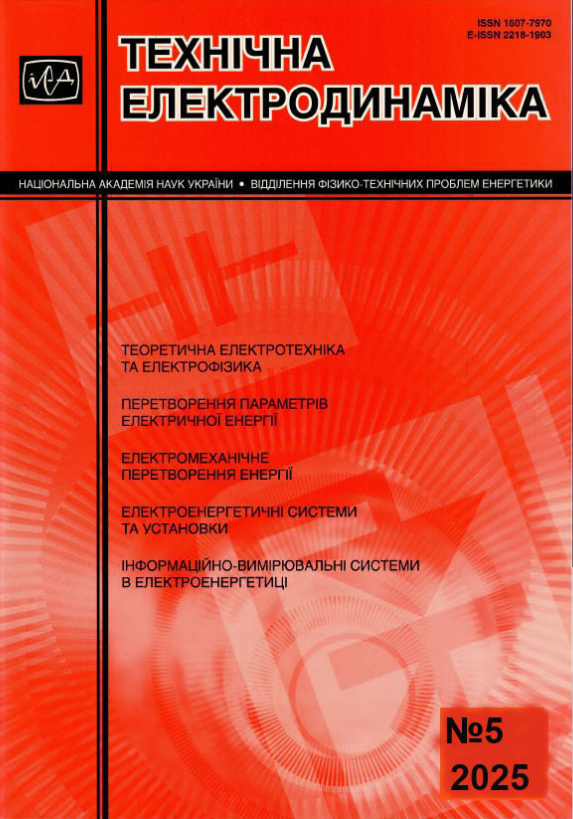 ISSN 1607-7970
E-ISSN 2218-1903
ТЕХНІЧНА
ЕЛЕКТРОДИНАМІКА
НАЦІОНАЛЬНА АКАДЕМІЯ НАУК УКРАЇНИ • ВІДДІЛЕННЯ ФІЗИКО-ТЕХНІЧНИХ ПРОБЛЕМ ЕНЕРГЕТИКИ
ТЕОРЕТИЧНА ЕЛЕКТРОТЕХНІКА
ТА ЕЛЕКТРОФІЗИКА
ПЕРЕТВОРЕННЯ ПАРАМЕТРІВ
ЕЛЕКТРИЧНОЇ ЕНЕРГІЇ
ЕЛЕКТРОМЕХАНІЧНЕ
ПЕРЕТВОРЕННЯ ЕНЕРГІЇ
ЕЛЕКТРОЕНЕРГЕТИЧНІ СИСТЕМИ
ТА УСТАНОВКИ
ІНФОРМАЦІЙНО-ВИМІРЮВАЛЬНІ СИСТЕМИ
В ЕЛЕКТРОЕНЕРГЕТИЦІ
№5
2025